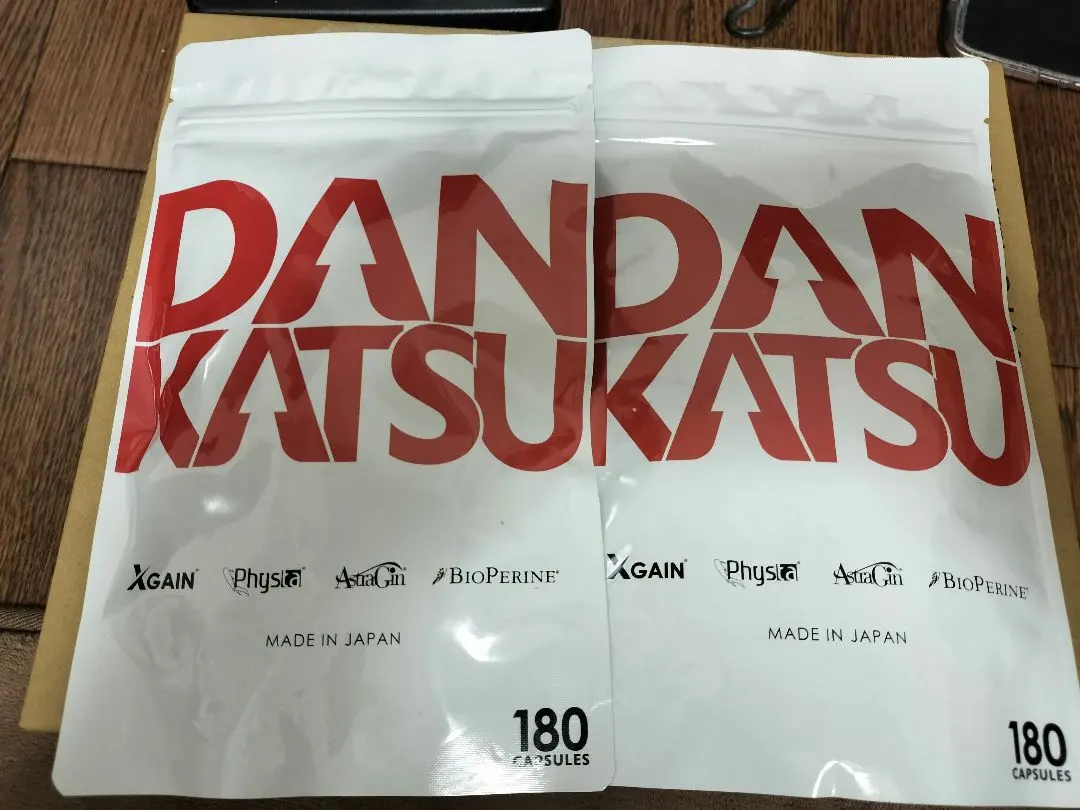 DAN
KATSU
XGAIN®
Physta®
AstraGin®
BIOPERINE®
MADE IN JAPAN
180
CAPSULES
DAN
KATSU
XGAIN®
Physta®
AstraGin®
BIOPERINE®
MADE IN JAPAN
180
CAPSULES